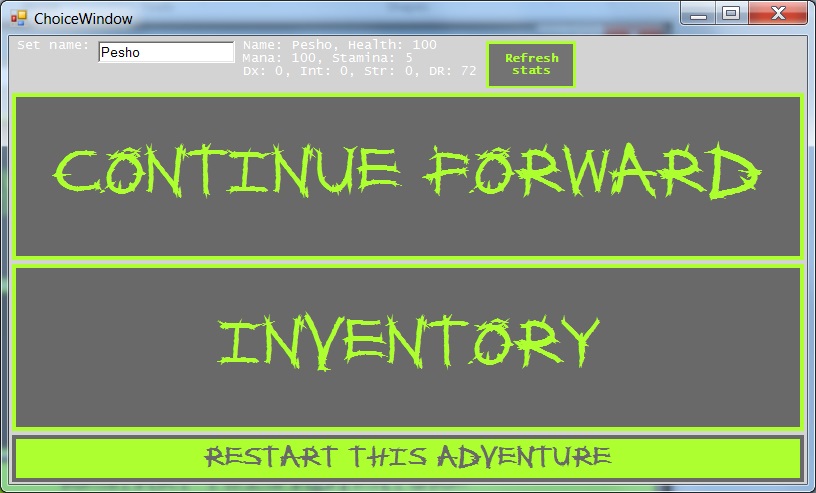 ChoiceWindow
Set name:
Pesho
Name: Pesho, Health: 100
Mana: 100, Stamina: 5
Dx: 0, Int: 0, Str: 0, DR: 72
Refresh
stats
CONTINUE FORWARD
INVENTORY
RESTART THIS ADVENTURE